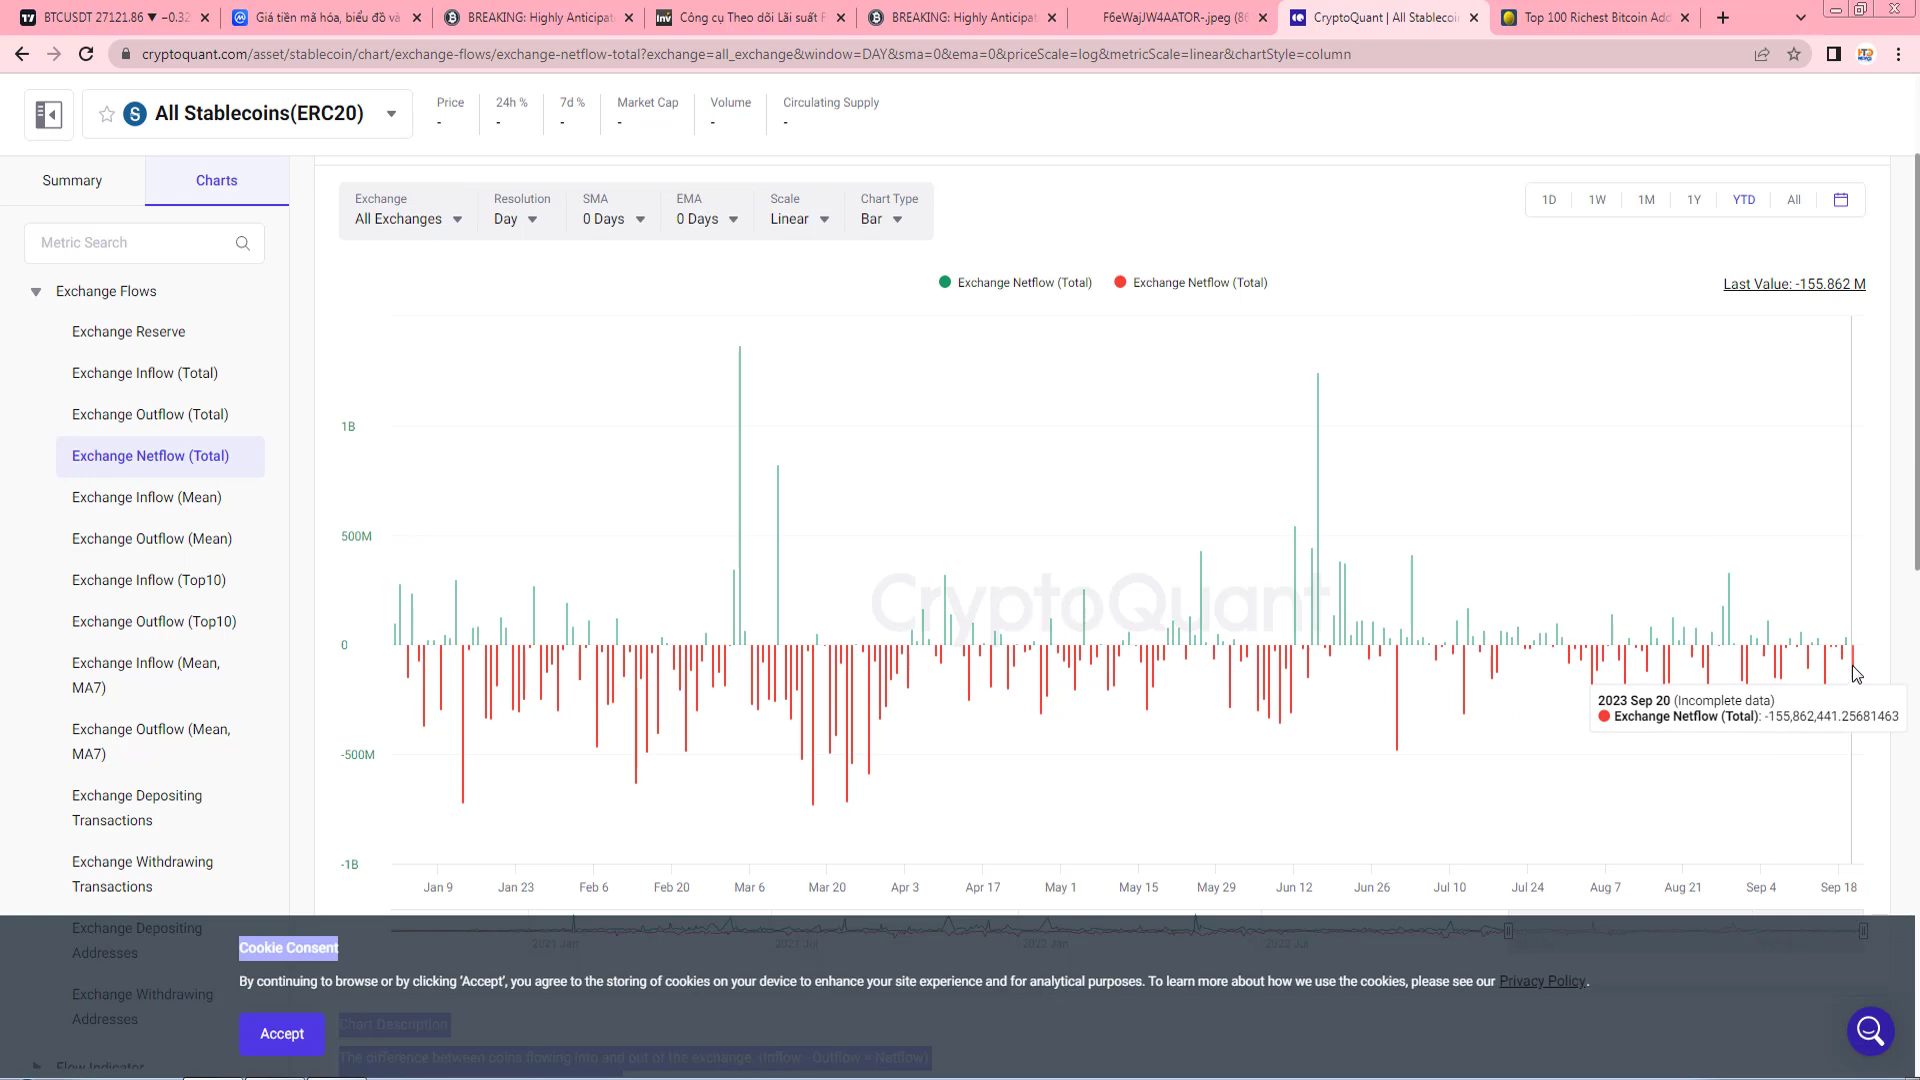 BTCUSDT 27121.86 ▼ −0.32
Giá tiền mã hóa, biểu đồ và
BREAKING: Highly Anticipat
Công cụ Theo dõi Lãi suất F
BREAKING: Highly Anticipat
F6eWajJW4AATOR-.jpeg (86
CryptoQuant | All Stablecoin
Top 100 Richest Bitcoin Add
cryptoquant.com/asset/stablecoin/chart/exchange-flows/exchange-netflow-total?exchange=all_exchange&window=DAY&sma=0&ema=0&priceScale=log&metricScale=linear&chartStyle=column
All Stablecoins(ERC20)
Price 24h % 7d % Market Cap Volume Circulating Supply
- - - - - -
Summary Charts
Metric Search
Exchange Flows
Exchange Reserve
Exchange Inflow (Total)
Exchange Outflow (Total)
Exchange Netflow (Total)
Exchange Inflow (Mean)
Exchange Outflow (Mean)
Exchange Inflow (Top10)
Exchange Outflow (Top10)
Exchange Inflow (Mean,
MA7)
Exchange Outflow (Mean,
MA7)
Exchange Depositing
Transactions
Exchange Withdrawing
Transactions
Exchange Depositing
Addresses
Exchange Withdrawing
Addresses
Flow Indicator
Exchange Resolution SMA EMA Scale Chart Type
All Exchanges Day 0 Days 0 Days Linear Bar
1D 1W 1M 1Y YTD All
Exchange Netflow (Total) Exchange Netflow (Total)
Last Value: -155.862 M
1B
500M
0
-500M
-1B
CryptoQuant
2023 Sep 20 (Incomplete data)
Exchange Netflow (Total): -155,862,441.25681463
Jan 9 Jan 23 Feb 6 Feb 20 Mar 6 Mar 20 Apr 3 Apr 17 May 1 May 15 May 29 Jun 12 Jun 26 Jul 10 Jul 24 Aug 7 Aug 21 Sep 4 Sep 18
2021 Jan 2021 Jul 2022 Jan 2022 Jul
Cookie Consent
By continuing to browse or by clicking 'Accept', you agree to the storing of cookies on your device to enhance your site experience and for analytical purposes. To learn more about how we use the cookies, please see our Privacy Policy.
Accept
Chart Description
The difference between coins flowing into and out of the exchange. (Inflow - Outflow = Netflow)